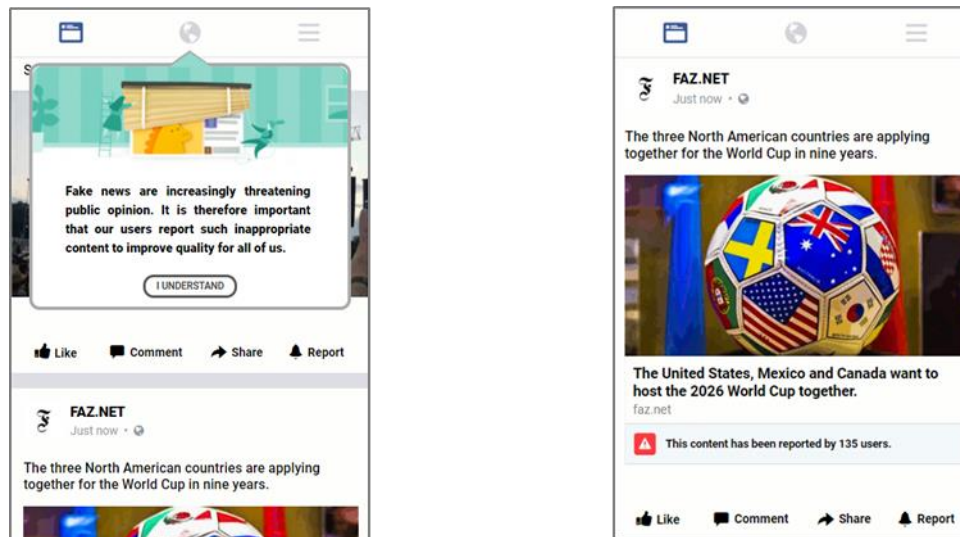 S
Fake news are increasingly threatening
public opinion. It is therefore important
that our users report such inappropriate
content to improve quality for all of us.
I UNDERSTAND
Like Comment Share Report
FAZ.NET
Just now
The three North American countries are applying
together for the World Cup in nine years.
FAZ.NET
Just now
The three North American countries are applying
together for the World Cup in nine years.
The United States, Mexico and Canada want to
host the 2026 World Cup together.
faz.net
This content has been reported by 135 users.
Like Comment Share Report